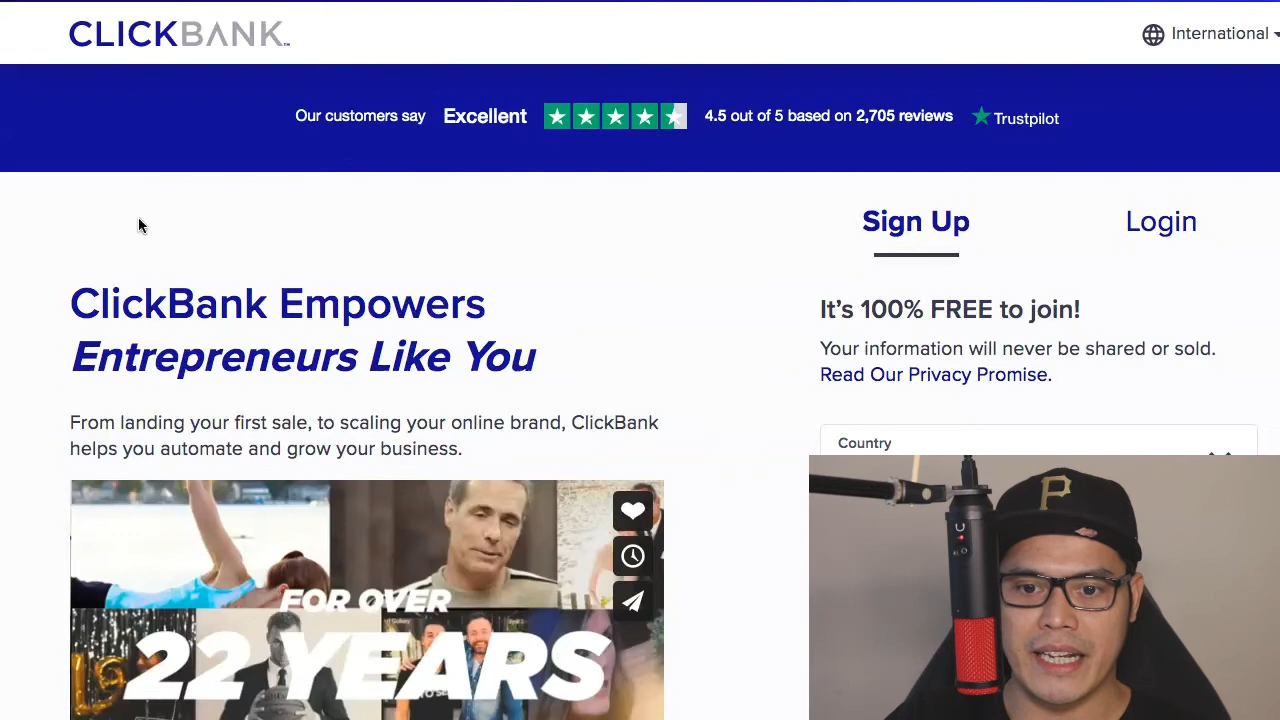 CLICKBANK™
International
Our customers say Excellent 4.5 out of 5 based on 2,705 reviews Trustpilot
Sign Up Login
ClickBank Empowers
Entrepreneurs Like You
From landing your first sale, to scaling your online brand, ClickBank
helps you automate and grow your business.
It's 100% FREE to join!
Your information will never be shared or sold.
Read Our Privacy Promise.
Country
FOR OVER
22 YEARS
P